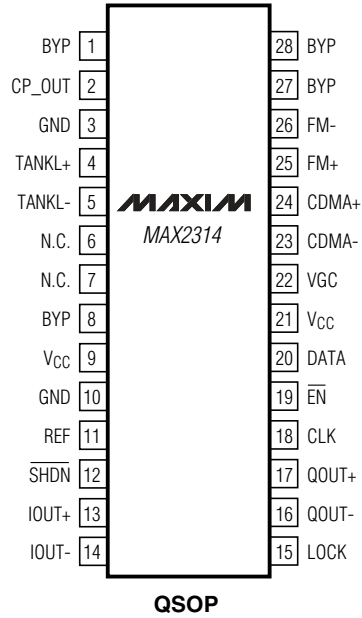 BYP 1 28 BYP
CP_OUT 2 27 BYP
GND 3 26 FM-
TANKL+ 4 25 FM+
TANKL- 5 MAXIM 24 CDMA+
N.C. 6 MAX2314 23 CDMA-
N.C. 7 22 VGC
BYP 8 21 VCC
VCC 9 20 DATA
GND 10 19 E̅N̅
REF 11 18 CLK
S̅H̅D̅N̅ 12 17 QOUT+
IOUT+ 13 16 QOUT-
IOUT- 14 15 LOCK
QSOP